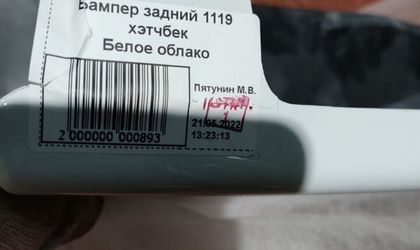 Бампер задний 1119
хэтчбек
Белое облако
Пятунин М.В.
21.05.2022
13:23:13
2 000000 000893